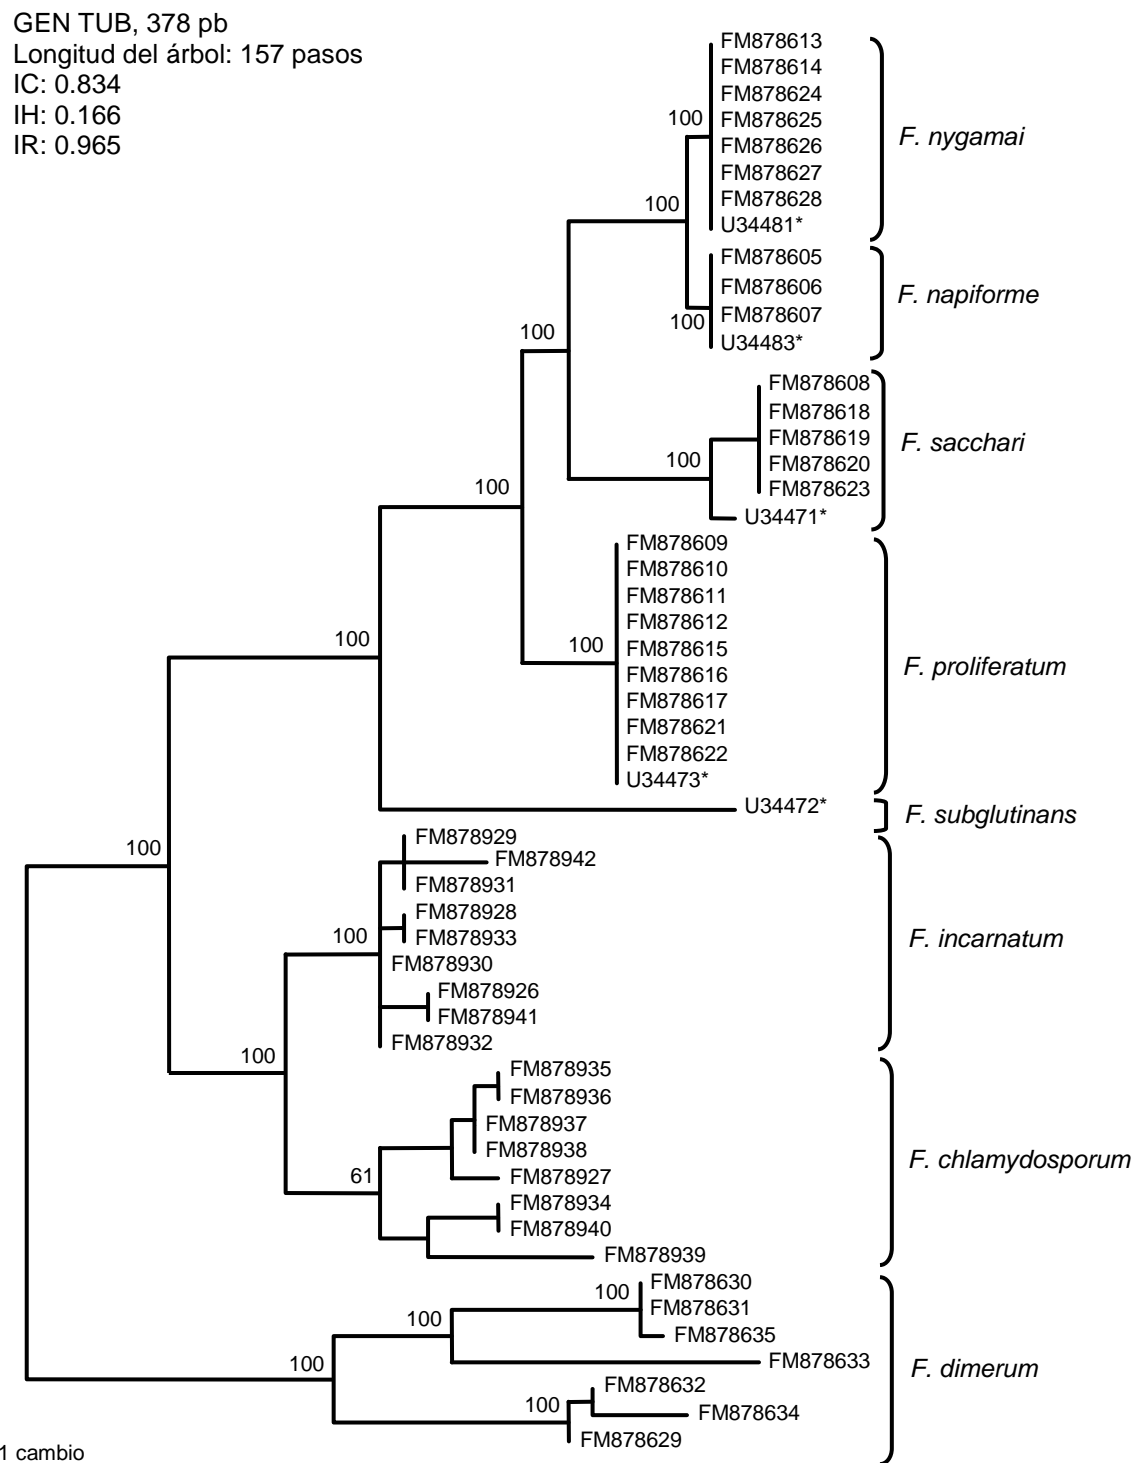 GEN TUB, 378 pb
Longitud del árbol: 157 pasos
IC: 0.834
IH: 0.166
IR: 0.965
FM878613
FM878614
FM878624
100
FM878625
F. nygamai
FM878626
FM878627
FM878628
100
U34481*
FM878605
FM878606
F. napiforme
FM878607
100
U34483*
100
FM878608
FM878618
FM878619
F. sacchari
100
FM878620
FM878623
100
U34471*
FM878609
FM878610
FM878611
FM878612
100
FM878615
100
F. proliferatum
FM878616
FM878617
FM878621
FM878622
U34473*
U34472*
F. subglutinans
FM878929
100
FM878942
FM878931
FM878928
100
FM878933
F. incarnatum
FM878930
FM878926
FM878941
FM878932
100
FM878935
FM878936
FM878937
FM878938
F. chlamydosporum
61
FM878927
FM878934
FM878940
FM878939
FM878630
100
FM878631
100
FM878635
100
FM878633
F. dimerum
FM878632
100
FM878634
FM878629
1 cambio